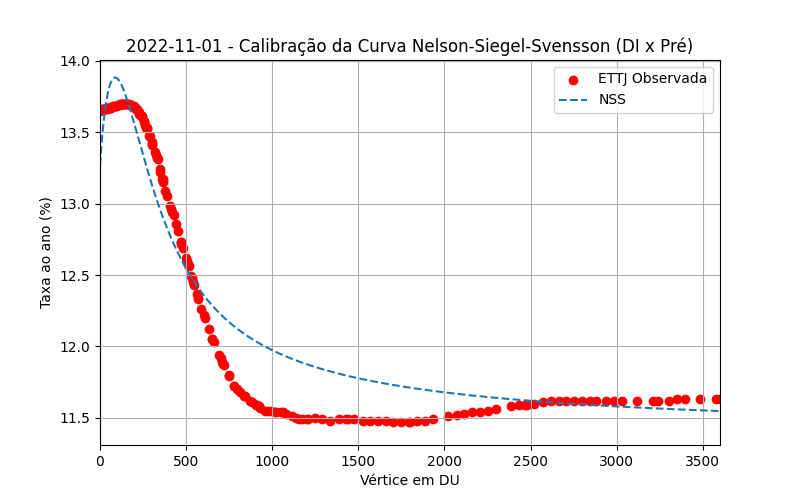 2022-11-01 - Calibração da Curva Nelson-Siegel-Svensson (DI x Pré)
ETTJ Observada
NSS
Taxa ao ano (%)
14.0
13.5
13.0
12.5
12.0
11.5
0 500 1000 1500 2000 2500 3000 3500
Vértice em DU